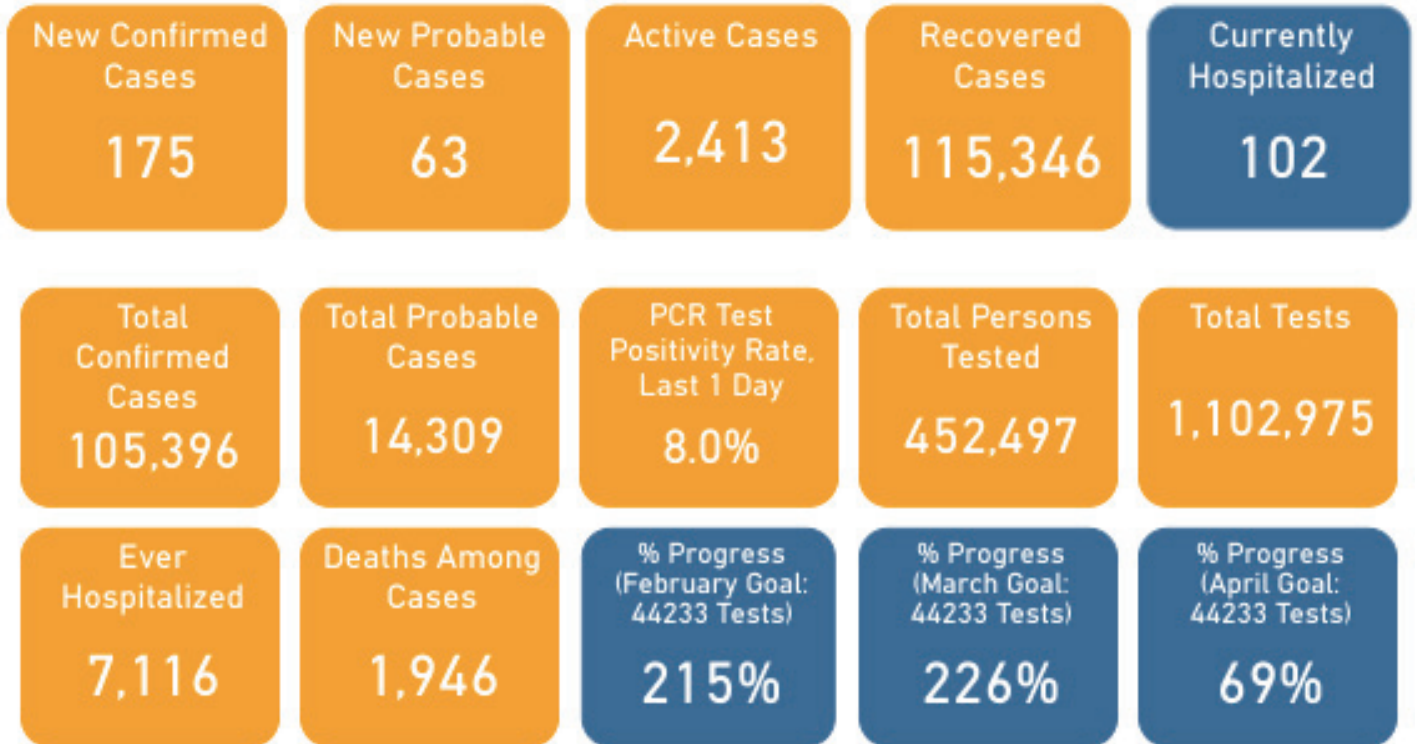 New Confirmed
Cases
175
New Probable
Cases
63
Active Cases
2,413
Recovered
Cases
115,346
Currently
Hospitalized
102
Total
Confirmed
Cases
105,396
Total Probable
Cases
14,309
PCR Test
Positivity Rate,
Last 1 Day
8.0%
Total Persons
Tested
452,497
Total Tests
1,102,975
Ever
Hospitalized
7,116
Deaths Among
Cases
1,946
% Progress
(February Goal:
44233 Tests)
215%
% Progress
(March Goal:
44233 Tests)
226%
% Progress
(April Goal:
44233 Tests)
69%